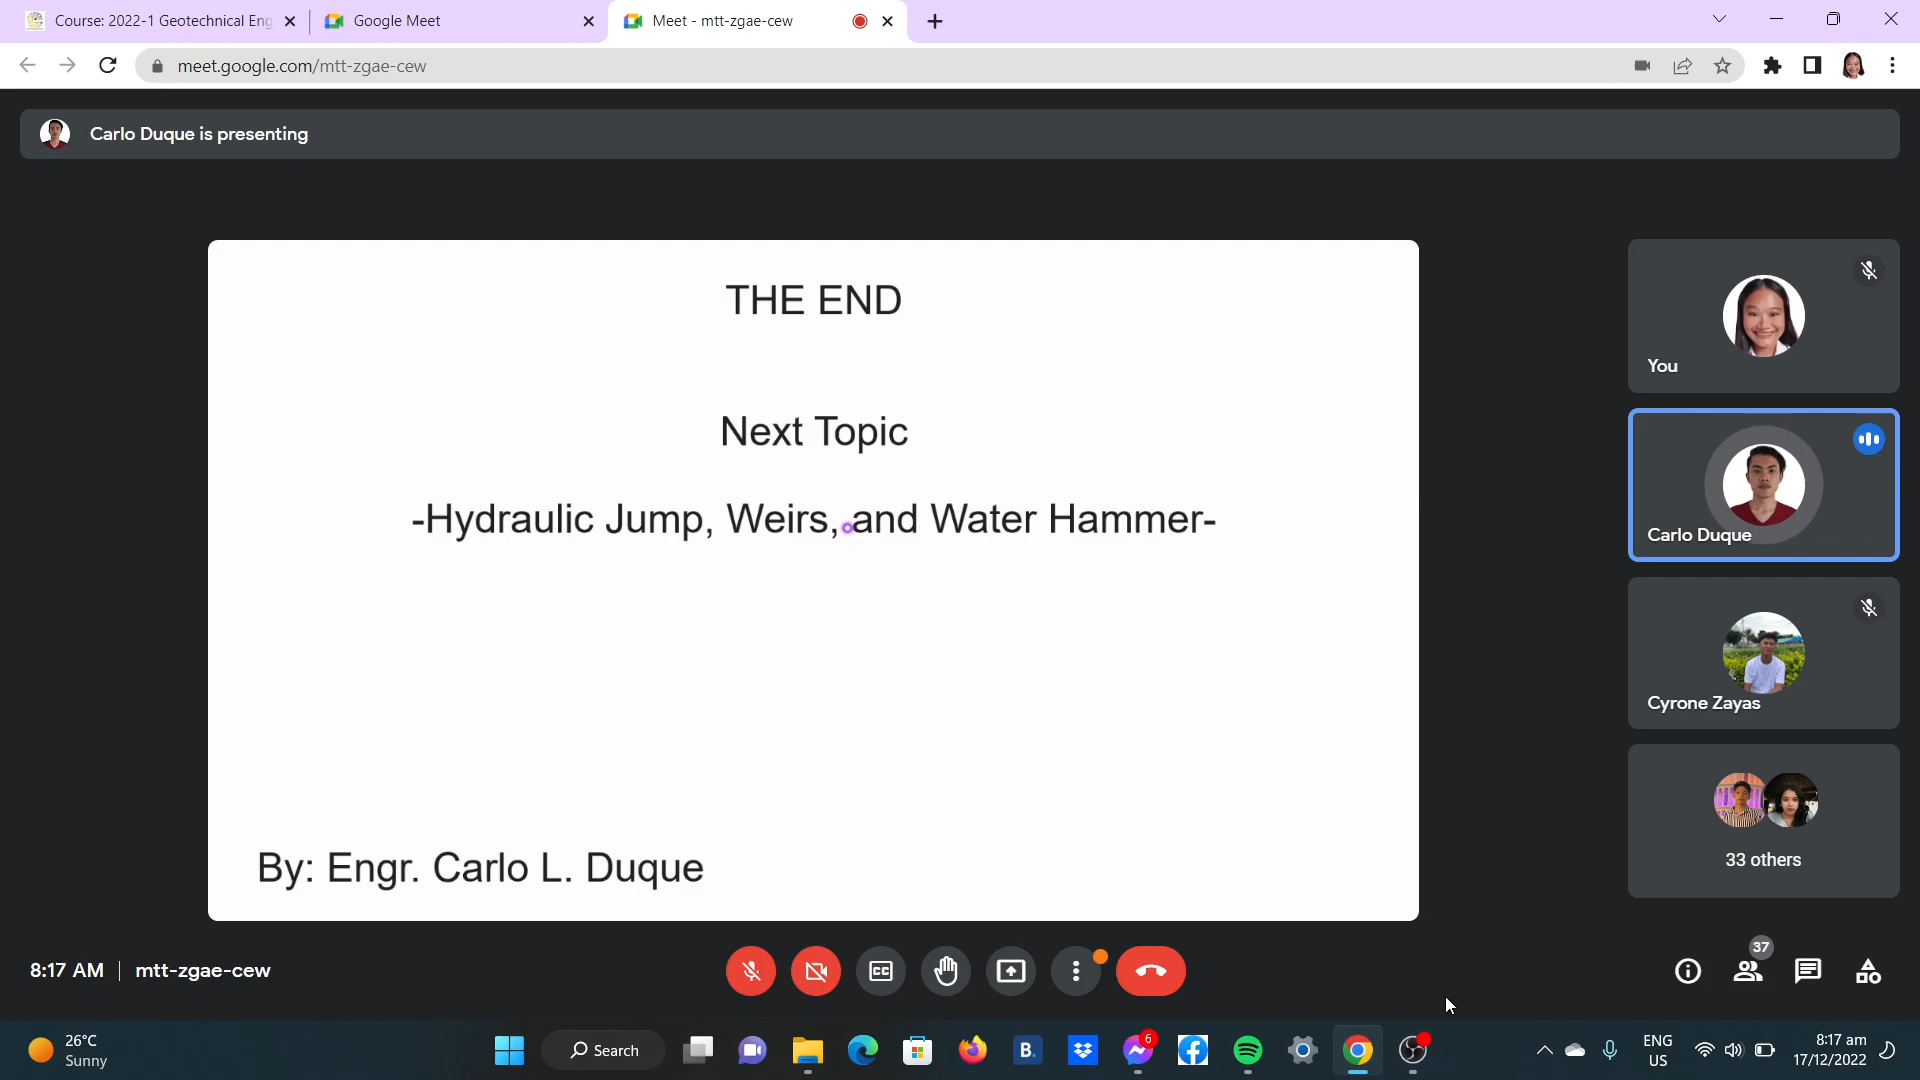 Course: 2022-1 Geotechnical Eng
Google Meet
Meet - mtt-zgae-cew
meet.google.com/mtt-zgae-cew
Carlo Duque is presenting
THE END
Next Topic
-Hydraulic Jump, Weirs, and Water Hammer-
By: Engr. Carlo L. Duque
You
Carlo Duque
Cyrone Zayas
33 others
8:17 AM | mtt-zgae-cew
CC
37
26°C
Sunny
Search
B.
6
ENG
US
8:17 am
17/12/2022